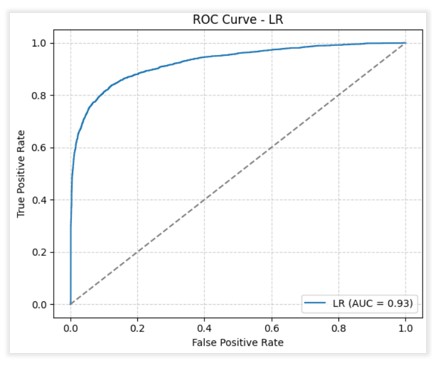 ROC Curve - LR
True Positive Rate
1.0
0.8
0.6
0.4
0.2
0.0
LR (AUC = 0.93)
0.0 0.2 0.4 0.6 0.8 1.0
False Positive Rate